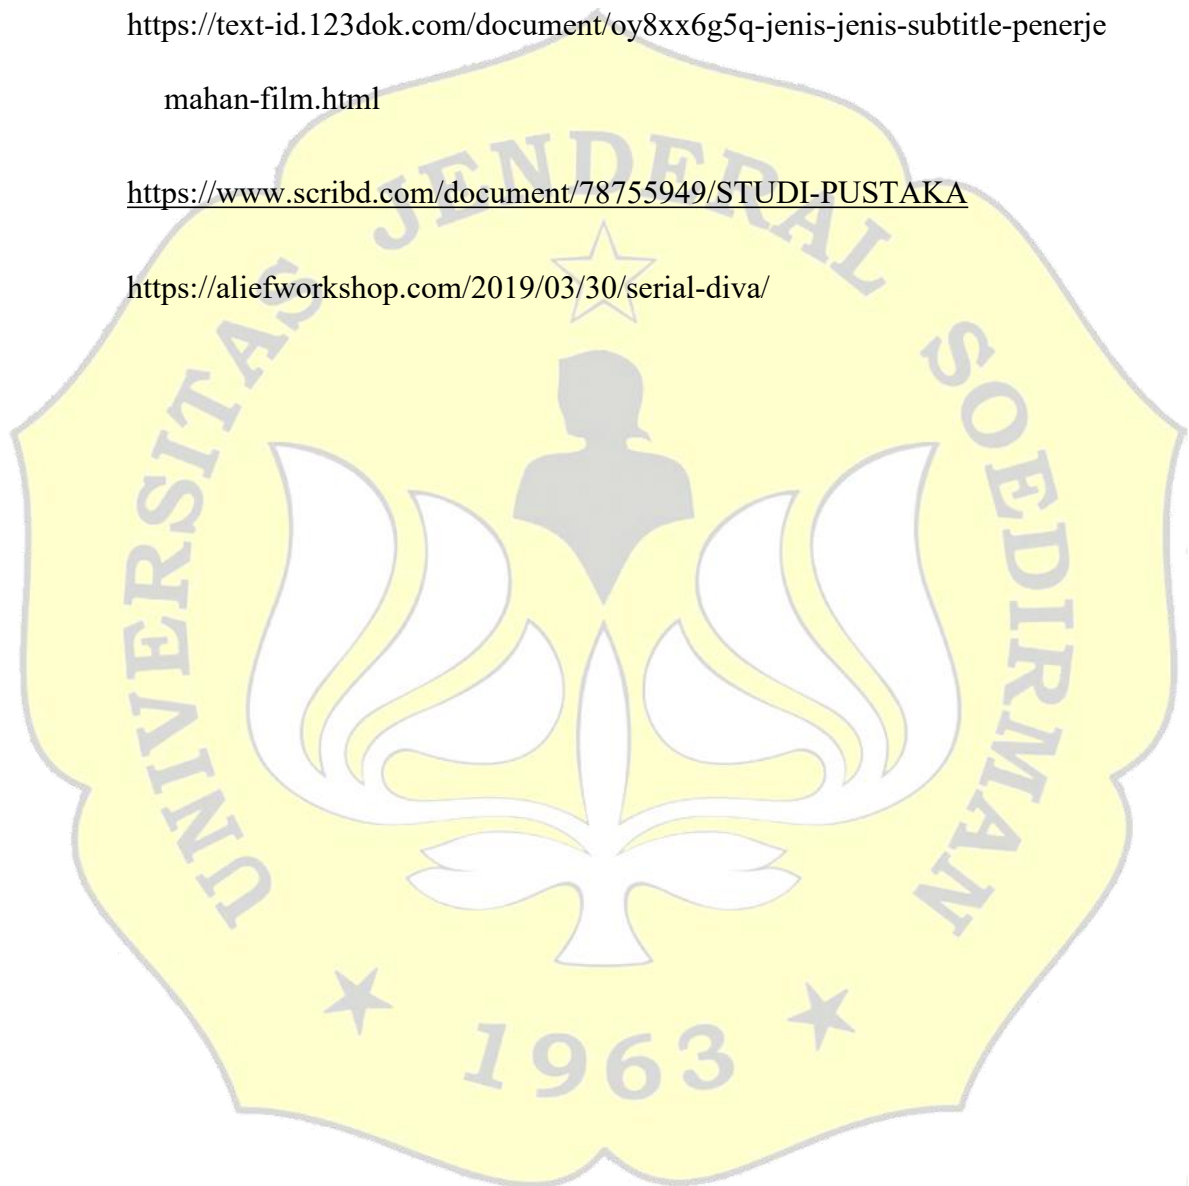 https://text-id.123dok.com/document/oy8xx6g5q-jenis-jenis-subtitle-penerje
mahan-film.html
https://www.scribd.com/document/78755949/STUDI-PUSTAKA
https://aliefworkshop.com/2019/03/30/serial-diva/
UNIVERSITAS JENDERAL SOEDIRMAN
1963